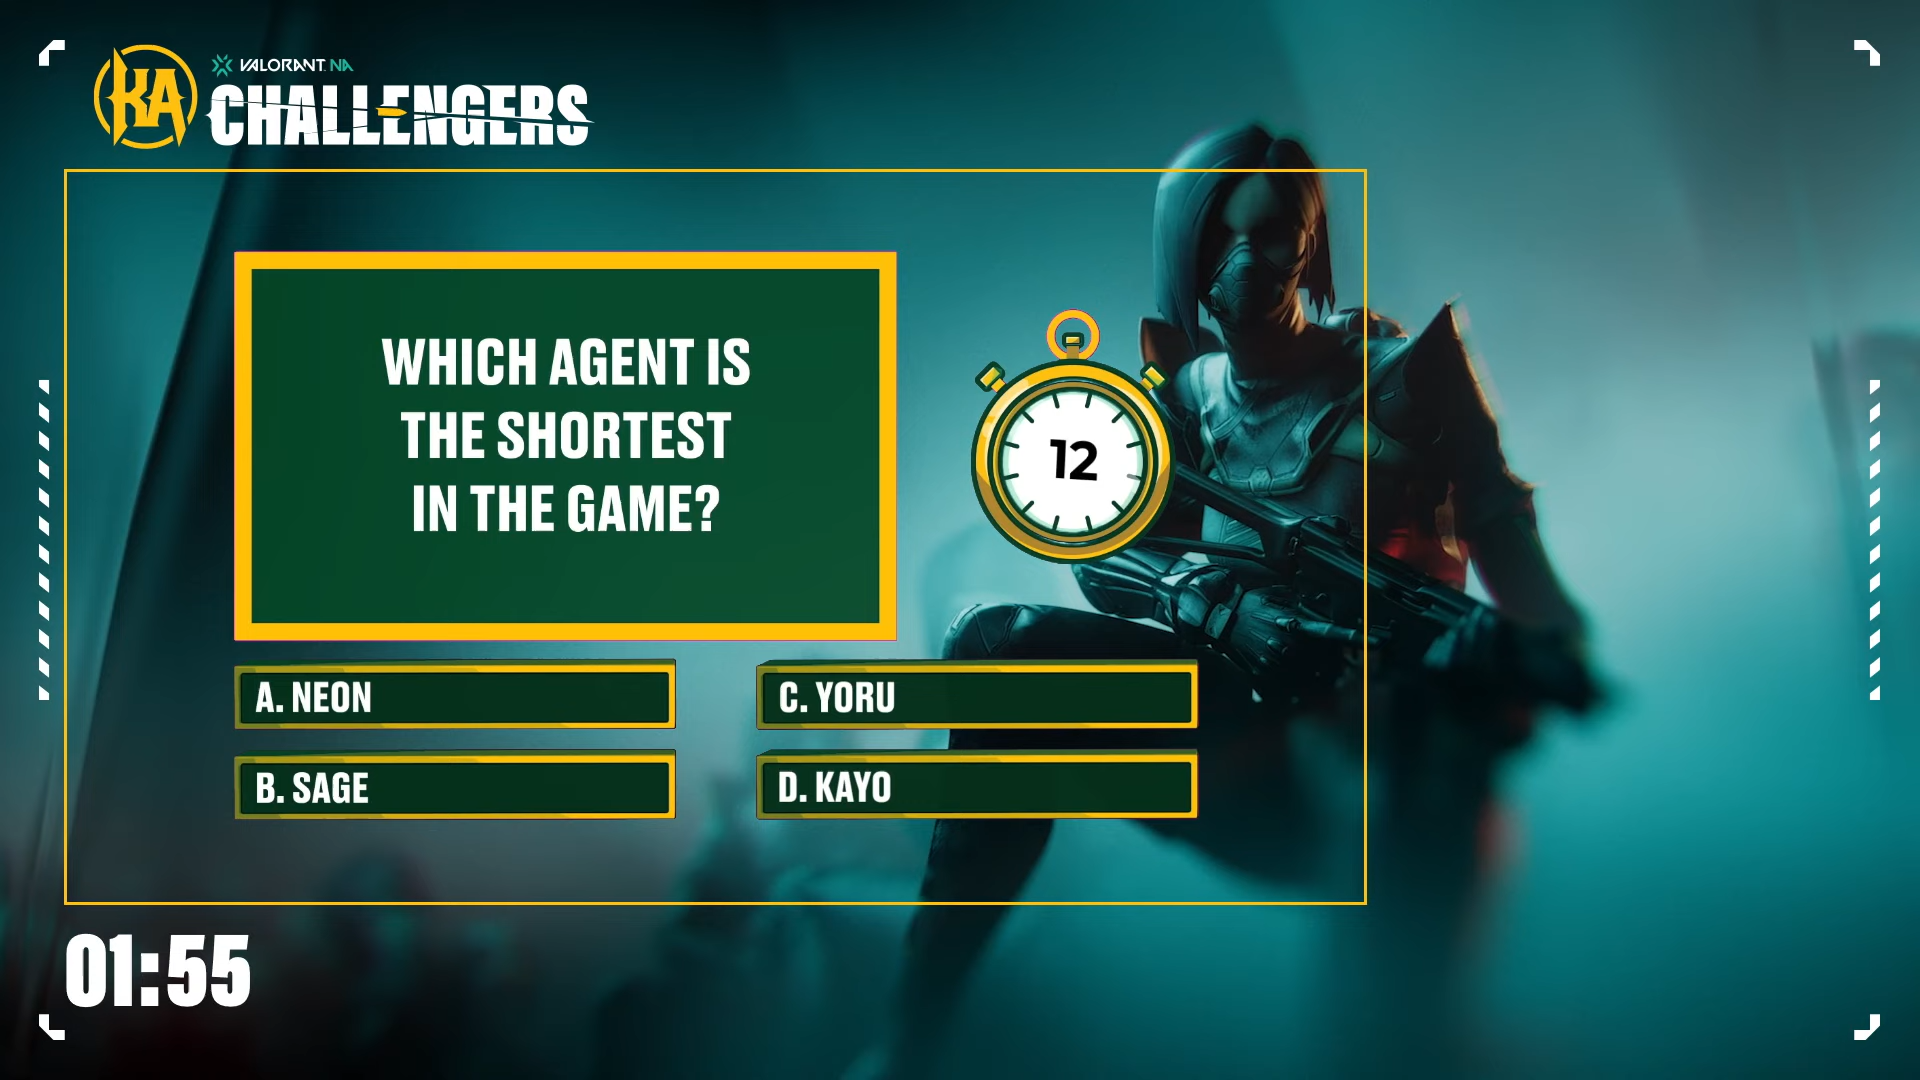 KA
VALORANT NA
CHALLENGERS
WHICH AGENT IS
THE SHORTEST
IN THE GAME?
12
A. NEON
C. YORU
B. SAGE
D. KAYO
01:55